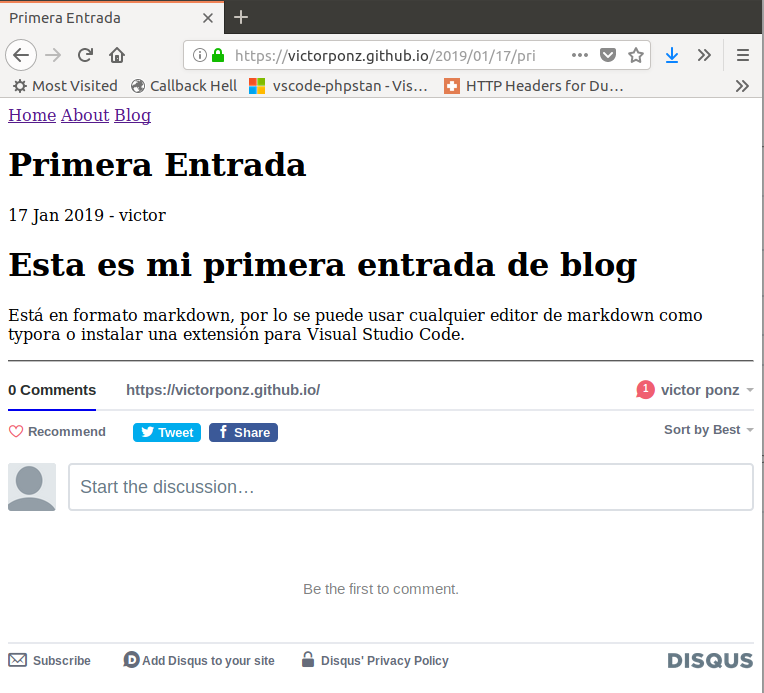 Primera Entrada
https://victorponz.github.io/2019/01/17/pri
Most Visited Callback Hell vscode-phpstan - Vis… HTTP Headers for Du…
Home About Blog
Primera Entrada
17 Jan 2019 - victor
Esta es mi primera entrada de blog
Está en formato markdown, por lo se puede usar cualquier editor de markdown como
typora o instalar una extensión para Visual Studio Code.
0 Comments https://victorponz.github.io/ 1 victor ponz
Recommend Tweet Share Sort by Best
Start the discussion…
Be the first to comment.
Subscribe Add Disqus to your site Disqus' Privacy Policy DISQUS